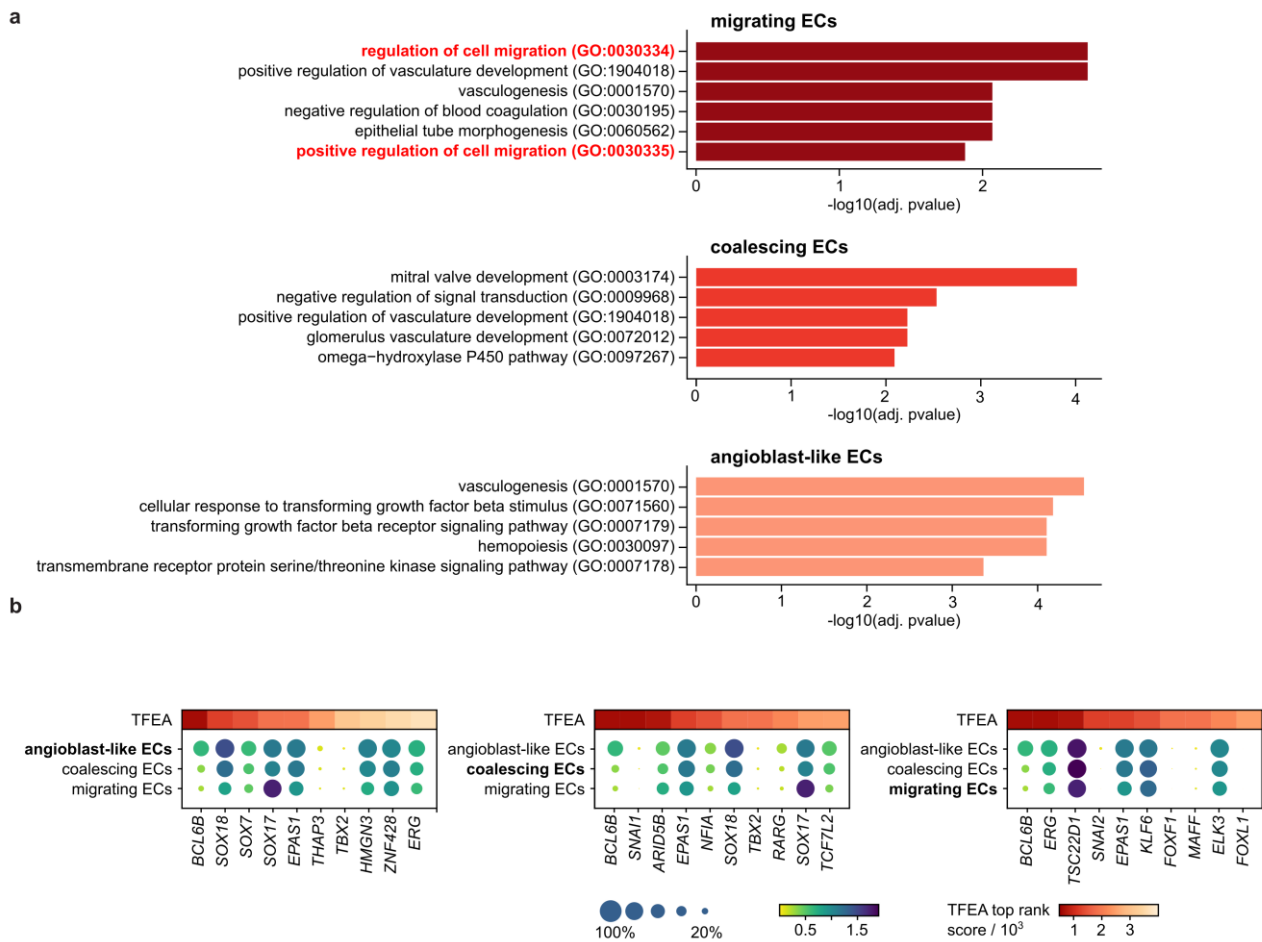 a
migrating ECs
regulation of cell migration (GO:0030334)
positive regulation of vasculature development (GO:1904018)
vasculogenesis (GO:0001570)
negative regulation of blood coagulation (GO:0030195)
epithelial tube morphogenesis (GO:0060562)
positive regulation of cell migration (GO:0030335)
0 1 2
-log10(adj. pvalue)
coalescing ECs
mitral valve development (GO:0003174)
negative regulation of signal transduction (GO:0009968)
positive regulation of vasculature development (GO:1904018)
glomerulus vasculature development (GO:0072012)
omega−hydroxylase P450 pathway (GO:0097267)
0 1 2 3 4
-log10(adj. pvalue)
angioblast-like ECs
vasculogenesis (GO:0001570)
cellular response to transforming growth factor beta stimulus (GO:0071560)
transforming growth factor beta receptor signaling pathway (GO:0007179)
hemopoiesis (GO:0030097)
transmembrane receptor protein serine/threonine kinase signaling pathway (GO:0007178)
0 1 2 3 4
-log10(adj. pvalue)
b
TFEA
angioblast-like ECs
coalescing ECs
migrating ECs
BCL6B SOX18 SOX7 SOX17 EPAS1 THAP3 TBX2 HMGN3 ZNF428 ERG
TFEA
angioblast-like ECs
coalescing ECs
migrating ECs
BCL6B SNAI1 ARID5B EPAS1 NFIA SOX18 TBX2 RARG SOX17 TCF7L2
TFEA
angioblast-like ECs
coalescing ECs
migrating ECs
BCL6B ERG TSC22D1 SNAI2 EPAS1 KLF6 FOXF1 MAFF ELK3 FOXL1
100% 20%
0.5 1.5
TFEA top rank
score / 10³
1 2 3